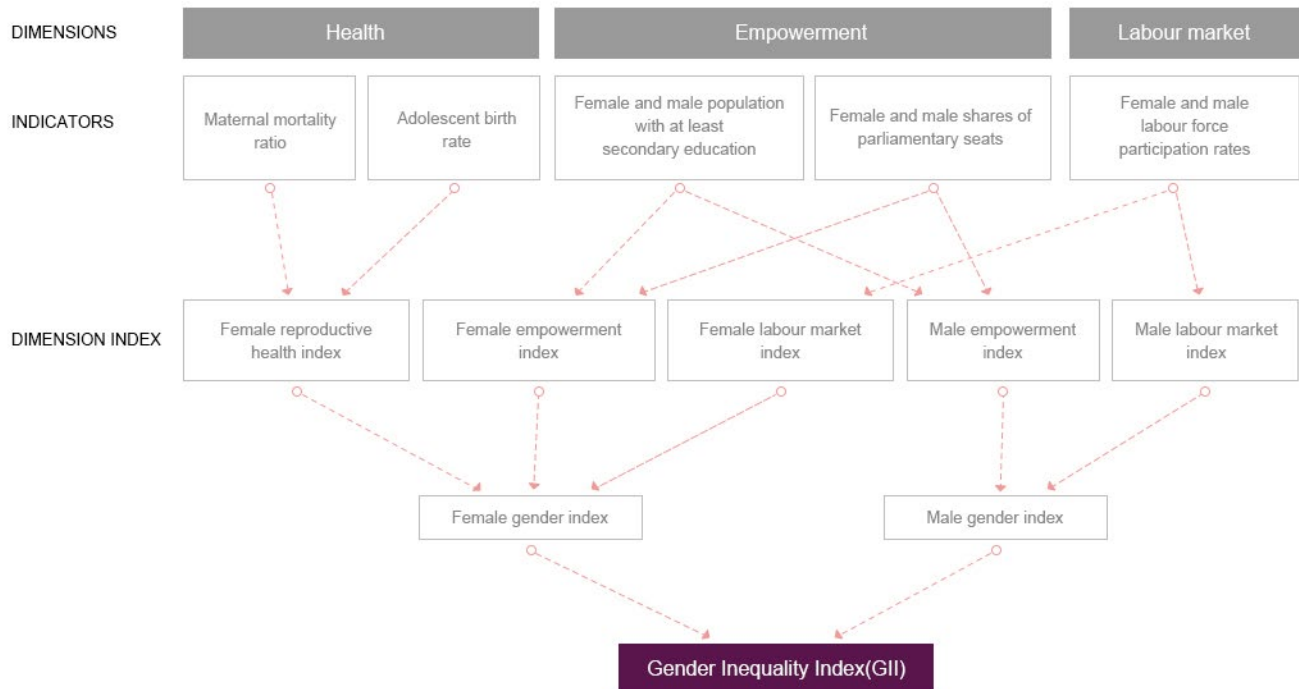 DIMENSIONS
Health
Empowerment
Labour market
INDICATORS
Maternal mortality
ratio
Adolescent birth
rate
Female and male population
with at least
secondary education
Female and male shares of
parliamentary seats
Female and male
labour force
participation rates
DIMENSION INDEX
Female reproductive
health index
Female empowerment
index
Female labour market
index
Male empowerment
index
Male labour market
index
Female gender index
Male gender index
Gender Inequality Index(GII)